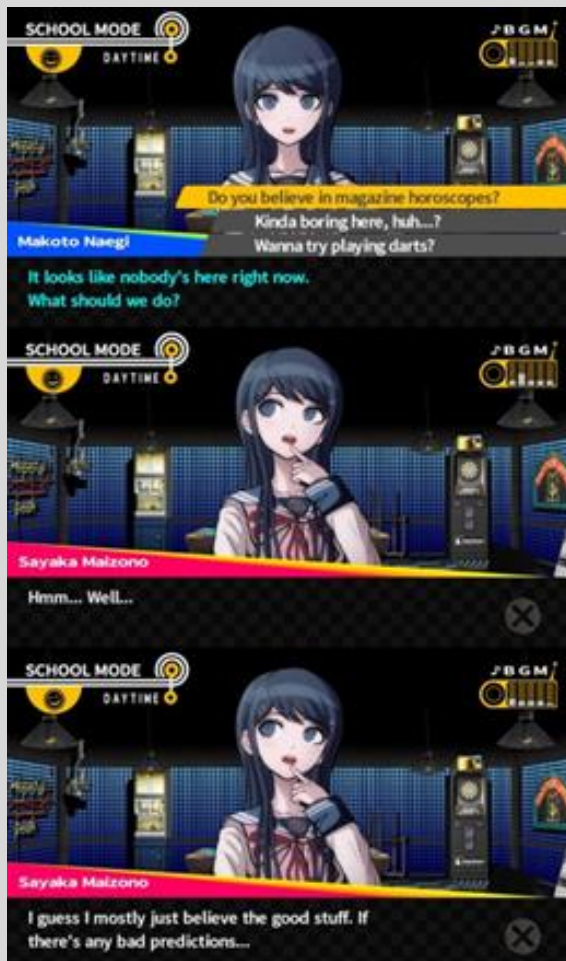 SCHOOL MODE
DAYTIME
♪BGM
Do you believe in magazine horoscopes?
Kinda boring here, huh...?
Wanna try playing darts?
Makoto Naegi
It looks like nobody's here right now.
What should we do?
SCHOOL MODE
DAYTIME
♪BGM
Sayaka Maizono
Hmm... Well...
SCHOOL MODE
DAYTIME
♪BGM
Sayaka Maizono
I guess I mostly just believe the good stuff. If
there's any bad predictions...